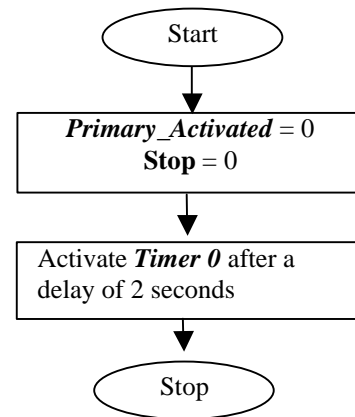 Start
Primary_Activated = 0
Stop = 0
Activate Timer 0 after a
delay of 2 seconds
Stop